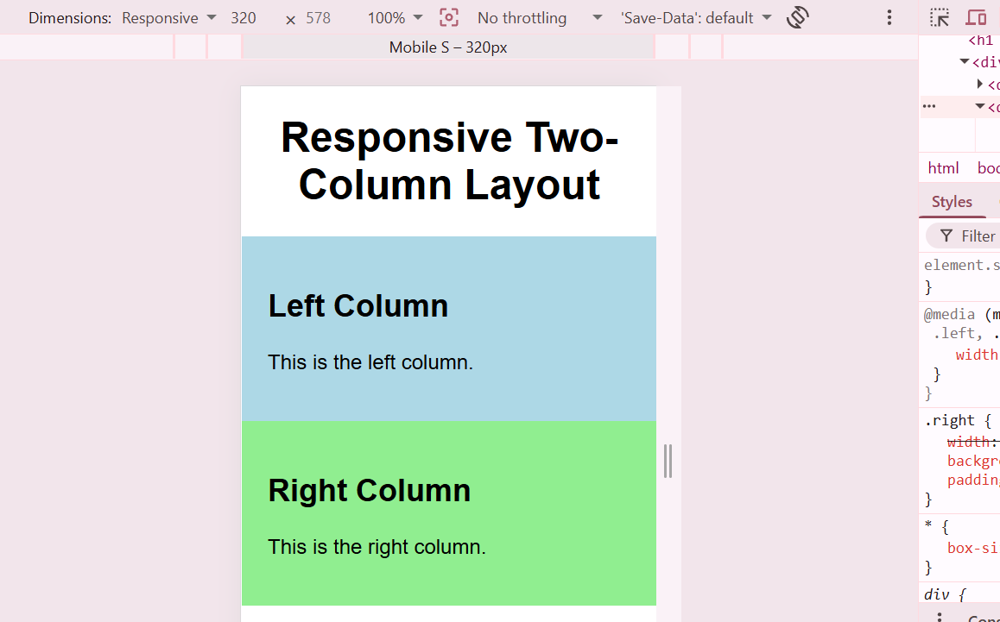 Dimensions: Responsive 320 × 578 100% No throttling 'Save-Data': default
Mobile S – 320px
Responsive Two-
Column Layout
Left Column
This is the left column.
Right Column
This is the right column.
<h1
<div
<d
... <d
html boo
Styles
Filter
element.s
}
@media (m
.left, .
width
}
}
.right {
width:
backgr
padding
}
* {
box-si
}
div {
Con